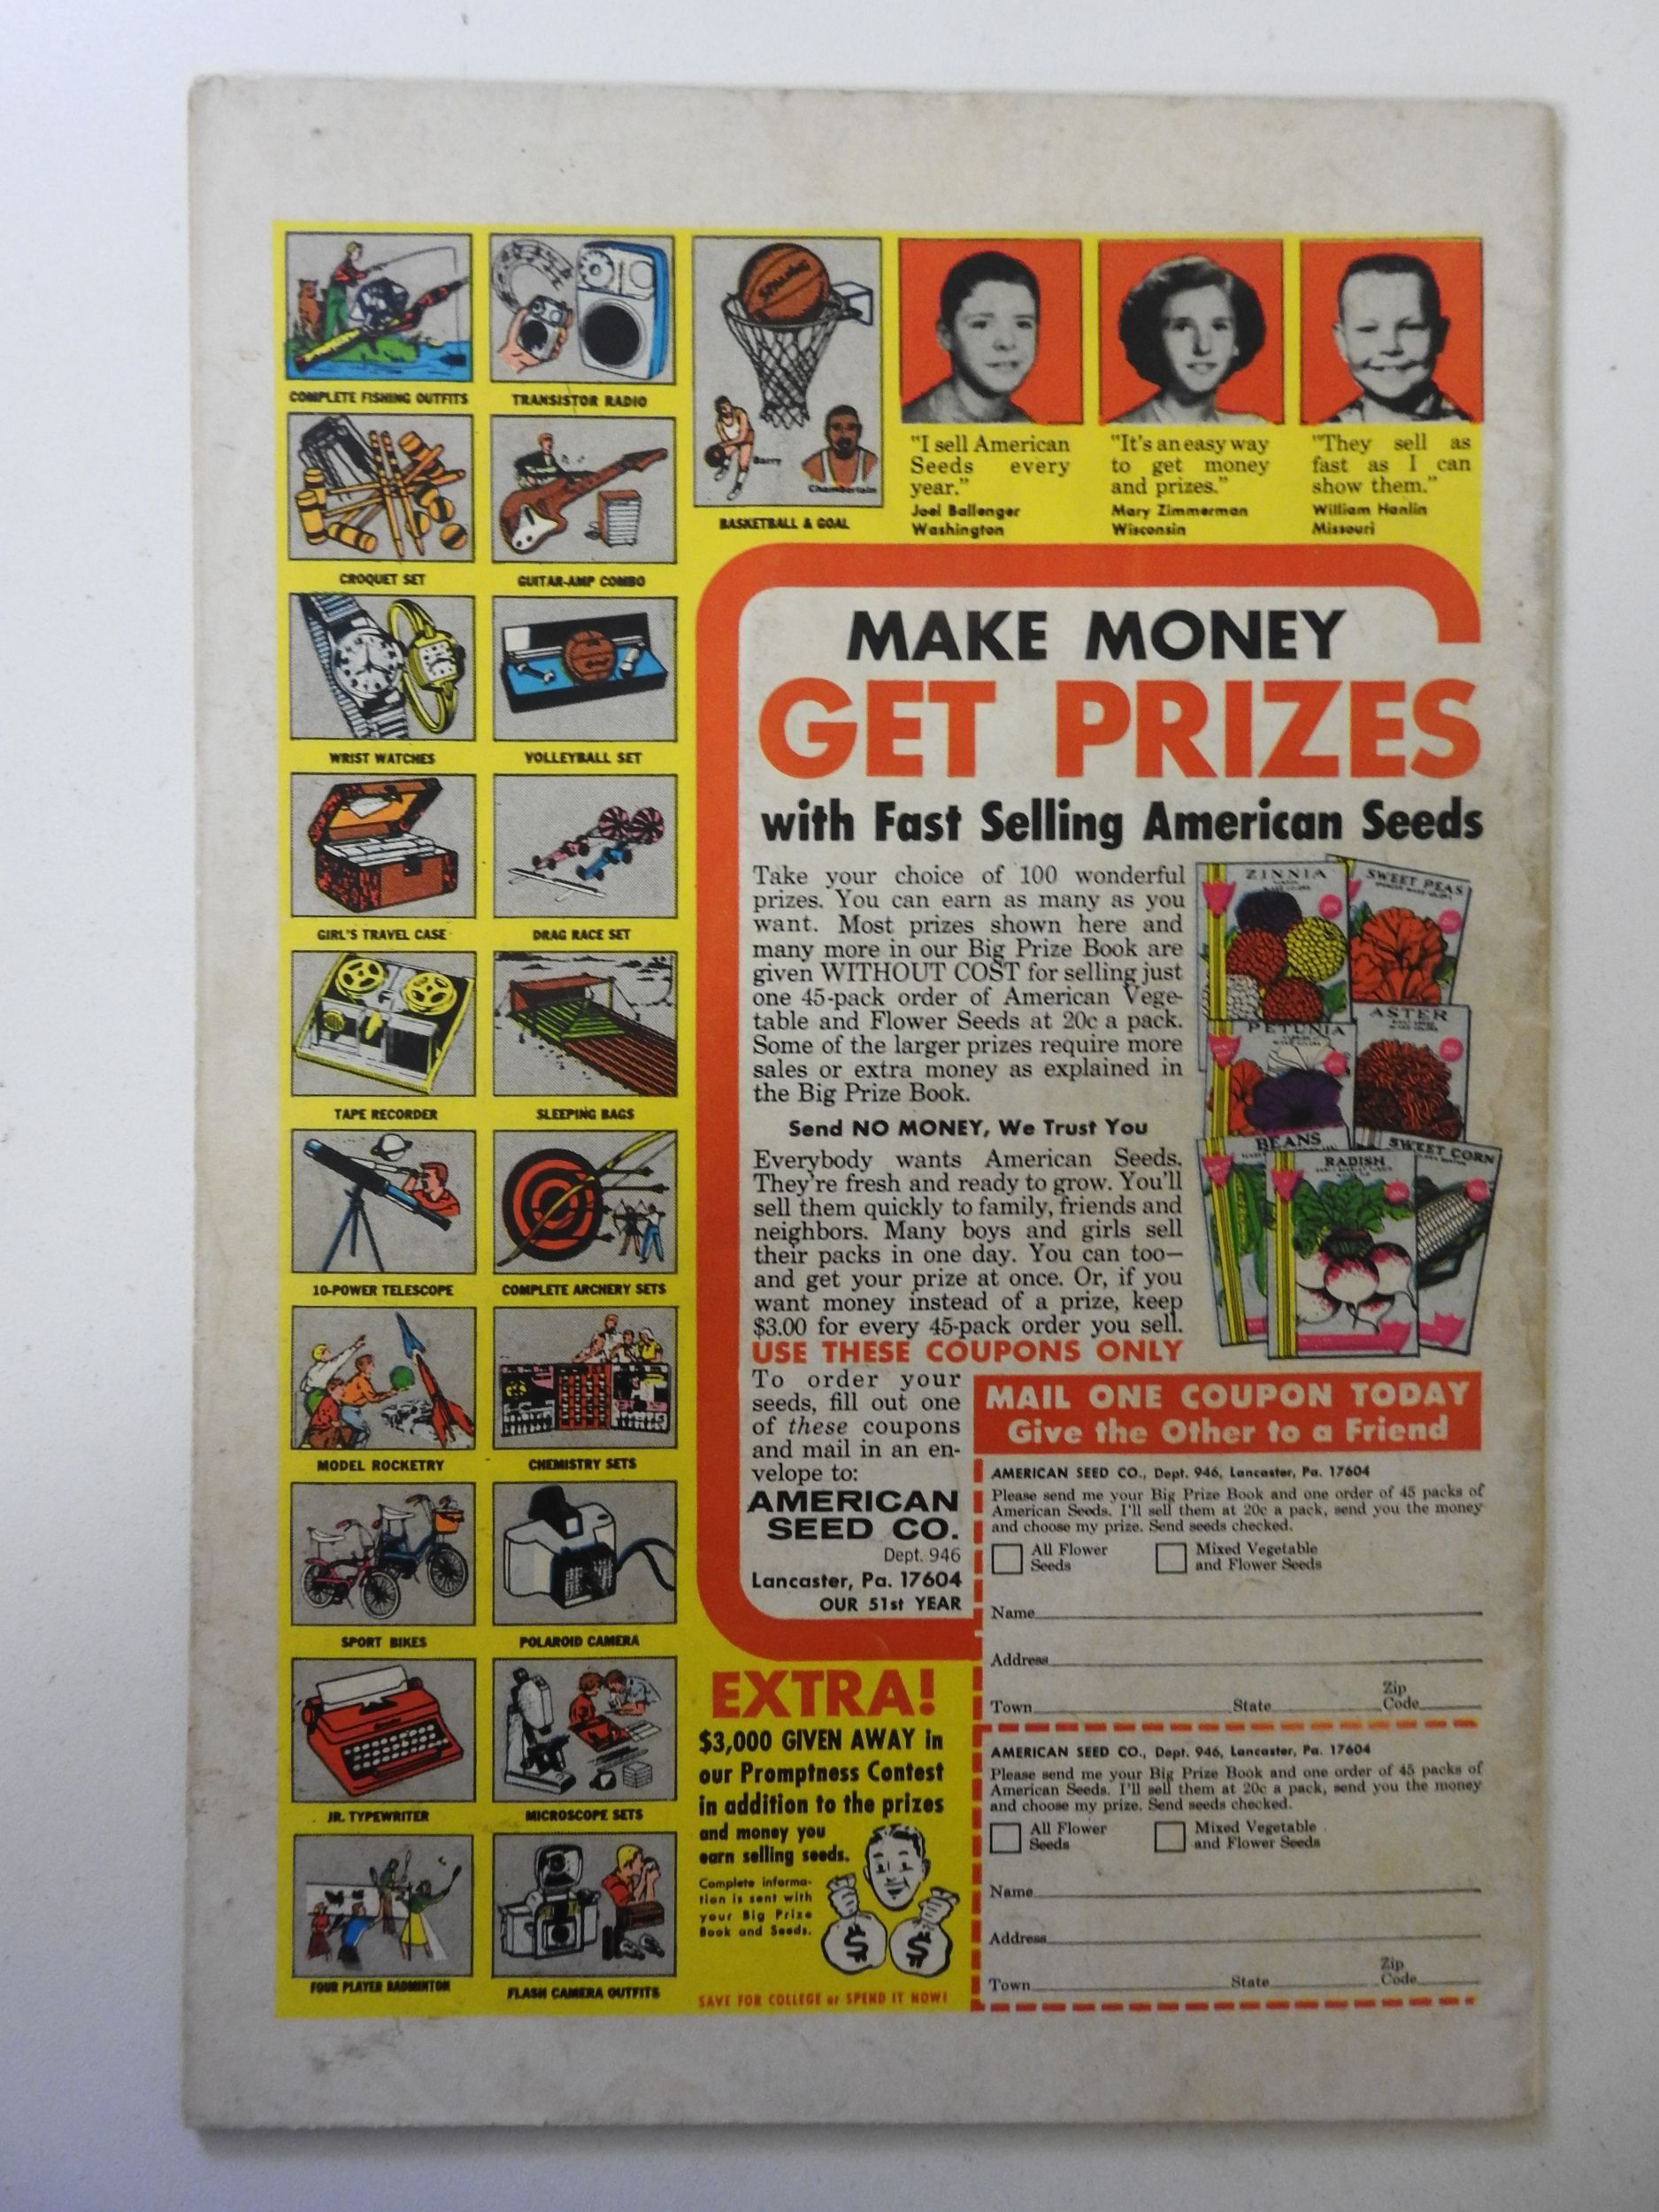 COMPLETE FISHING OUTFITS
TRANSISTOR RADIO
CROQUET SET
GUITAR-AMP COMBO
WRIST WATCHES
VOLLEYBALL SET
GIRL'S TRAVEL CASE
DRAG RACE SET
TAPE RECORDER
SLEEPING BAGS
10-POWER TELESCOPE
COMPLETE ARCHERY SETS
MODEL ROCKETRY
CHEMISTRY SETS
SPORT BIKES
POLAROID CAMERA
JR. TYPEWRITER
MICROSCOPE SETS
FOUR PLAYER BADMINTON
FLASH CAMERA OUTFITS
SPALDING
Barry
Chamberlain
BASKETBALL & GOAL
"I sell American
Seeds every
year."
Joel Ballenger
Washington
"It's an easy way
to get money
and prizes."
Mary Zimmerman
Wisconsin
"They sell as
fast as I can
show them."
William Hanlin
Missouri
MAKE MONEY
GET PRIZES
with Fast Selling American Seeds
Take your choice of 100 wonderful
prizes. You can earn as many as you
want. Most prizes shown here and
many more in our Big Prize Book are
given WITHOUT COST for selling just
one 45-pack order of American Vege-
table and Flower Seeds at 20c a pack.
Some of the larger prizes require more
sales or extra money as explained in
the Big Prize Book.
Send NO MONEY, We Trust You
Everybody wants American Seeds.
They're fresh and ready to grow. You'll
sell them quickly to family, friends and
neighbors. Many boys and girls sell
their packs in one day. You can too—
and get your prize at once. Or, if you
want money instead of a prize, keep
$3.00 for every 45-pack order you sell.
USE THESE COUPONS ONLY
To order your
seeds, fill out one
of these coupons
and mail in an en-
velope to:
AMERICAN
SEED CO.
Dept. 946
Lancaster, Pa. 17604
OUR 51st YEAR
ZINNIA
SWEET PEAS
PETUNIA
ASTER
BEANS
RADISH
SWEET CORN
MAIL ONE COUPON TODAY
Give the Other to a Friend
AMERICAN SEED CO., Dept. 946, Lancaster, Pa. 17604
Please send me your Big Prize Book and one order of 45 packs of
American Seeds. I'll sell them at 20c a pack, send you the money
and choose my prize. Send seeds checked.
All Flower
Seeds
Mixed Vegetable
and Flower Seeds
Name
Address
Town State Zip Code
AMERICAN SEED CO., Dept. 946, Lancaster, Pa. 17604
Please send me your Big Prize Book and one order of 45 packs of
American Seeds. I'll sell them at 20c a pack, send you the money
and choose my prize. Send seeds checked.
All Flower
Seeds
Mixed Vegetable
and Flower Seeds
Name
Address
Town State Zip Code
EXTRA!
$3,000 GIVEN AWAY in
our Promptness Contest
in addition to the prizes
and money you
earn selling seeds.
Complete informa-
tion is sent with
your Big Prize
Book and Seeds.
$ $
SAVE FOR COLLEGE or SPEND IT NOW!